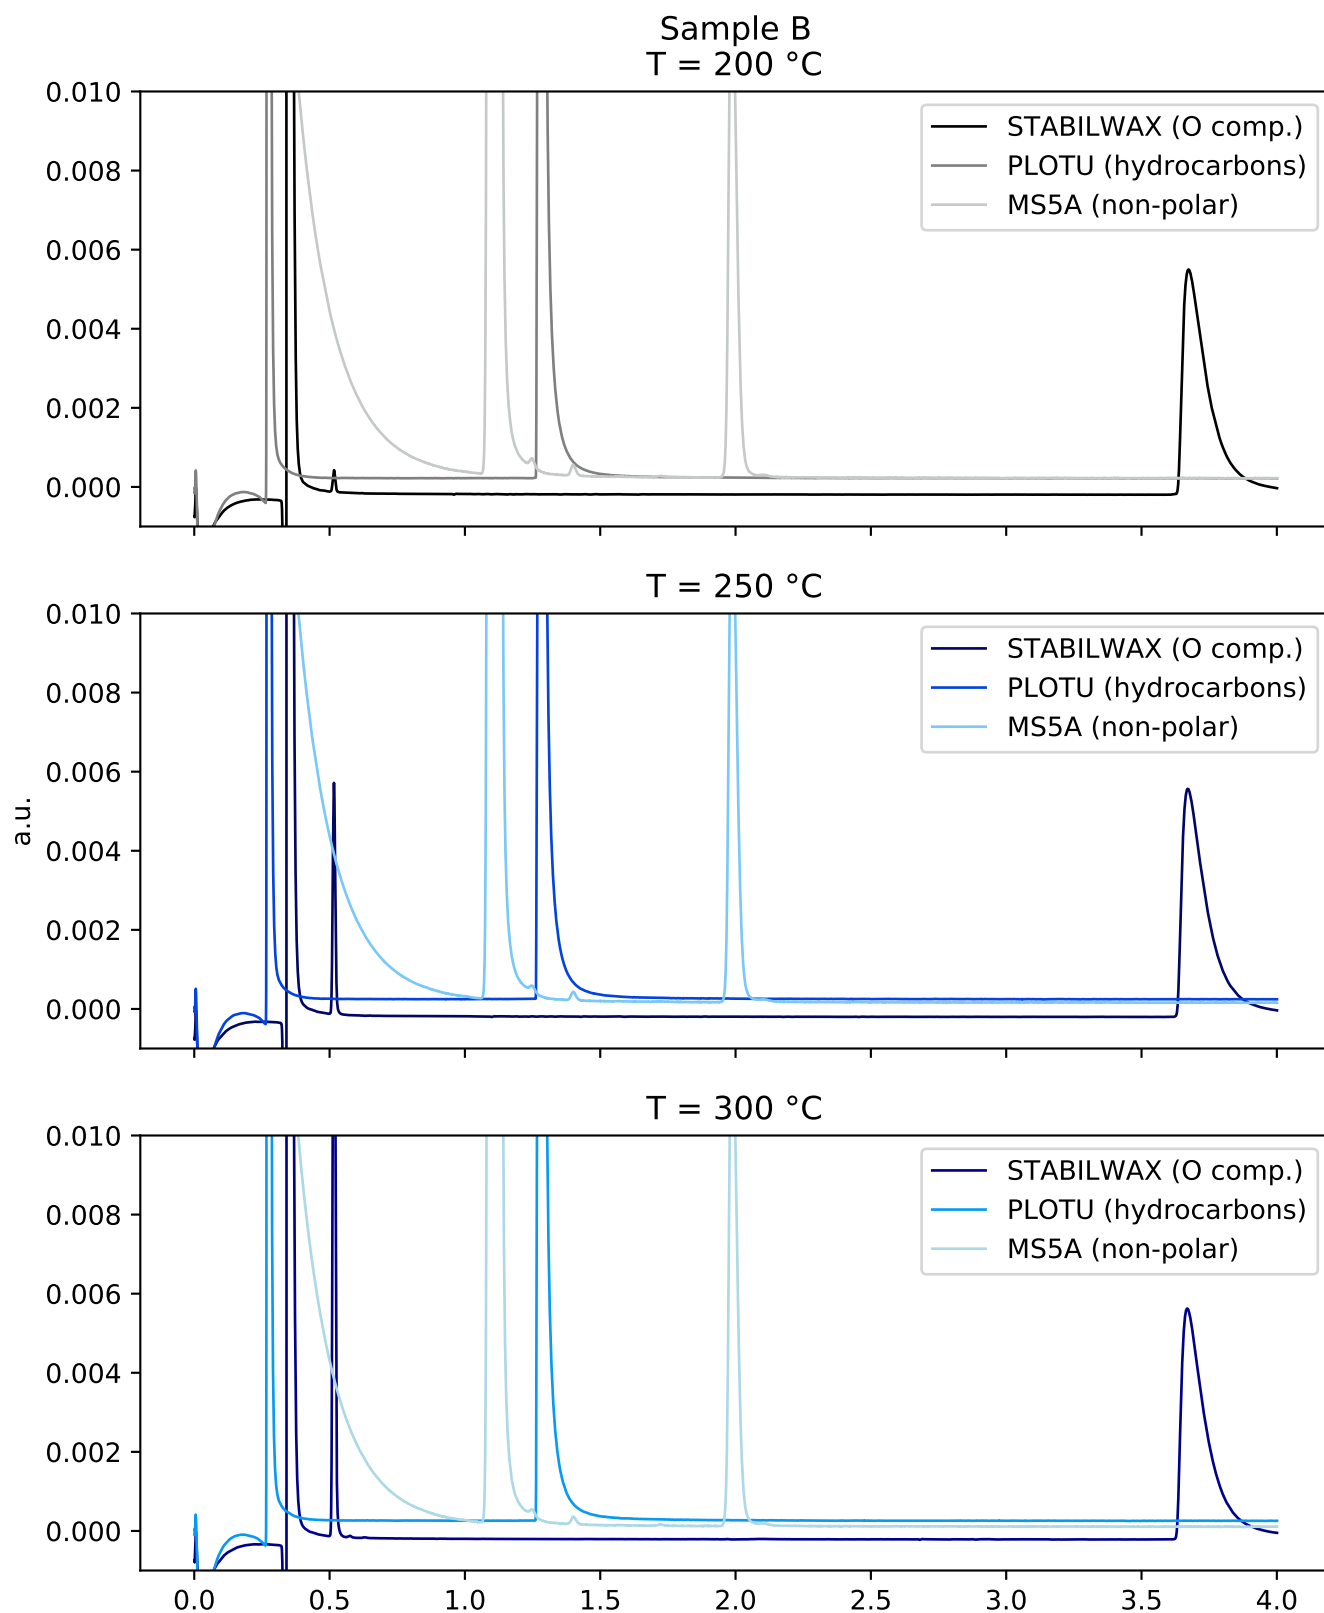 Sample B
T = 200 °C
0.010
0.008
0.006
0.004
0.002
0.000
STABILWAX (O comp.)
PLOTU (hydrocarbons)
MS5A (non-polar)
T = 250 °C
a.u.
0.010
0.008
0.006
0.004
0.002
0.000
STABILWAX (O comp.)
PLOTU (hydrocarbons)
MS5A (non-polar)
T = 300 °C
0.010
0.008
0.006
0.004
0.002
0.000
STABILWAX (O comp.)
PLOTU (hydrocarbons)
MS5A (non-polar)
0.0 0.5 1.0 1.5 2.0 2.5 3.0 3.5 4.0